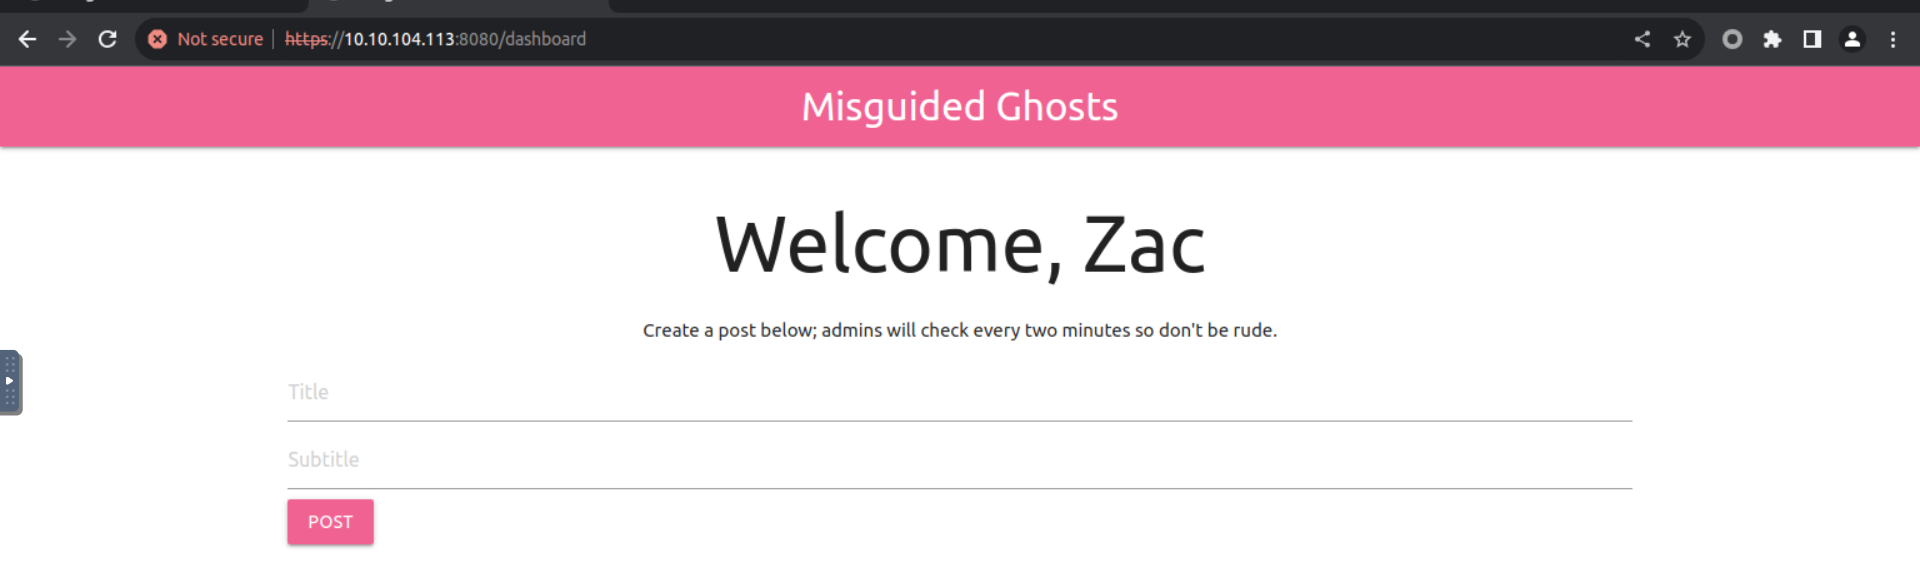 Not secure | https://10.10.104.113:8080/dashboard
Misguided Ghosts
Welcome, Zac
Create a post below; admins will check every two minutes so don't be rude.
Title
Subtitle
POST